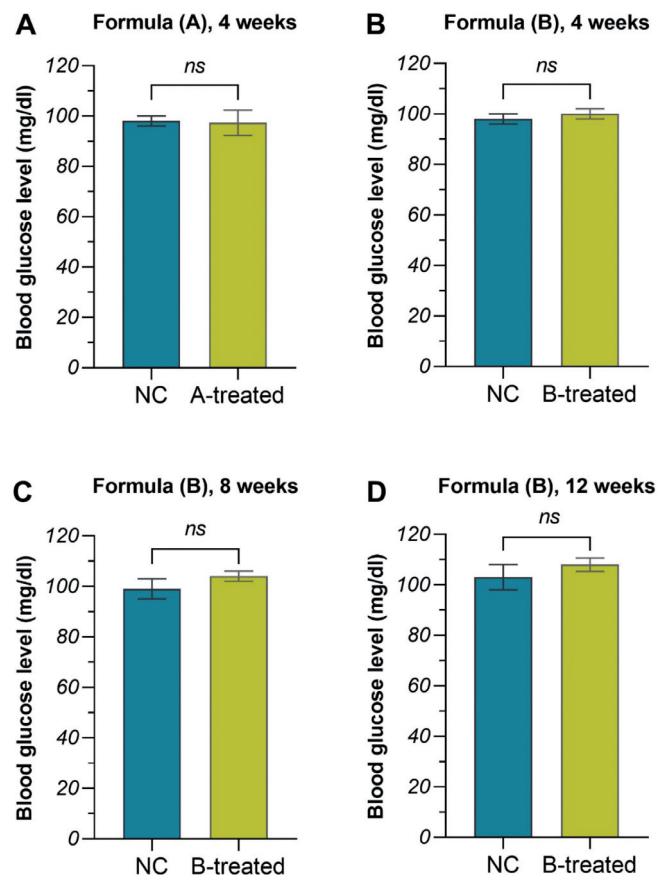 A
Formula (A), 4 weeks
Blood glucose level (mg/dl)
120
100
80
60
40
20
0
ns
NC
A-treated
B
Formula (B), 4 weeks
Blood glucose level (mg/dl)
120
100
80
60
40
20
0
ns
NC
B-treated
C
Formula (B), 8 weeks
Blood glucose level (mg/dl)
120
100
80
60
40
20
0
ns
NC
B-treated
D
Formula (B), 12 weeks
Blood glucose level (mg/dl)
120
100
80
60
40
20
0
ns
NC
B-treated